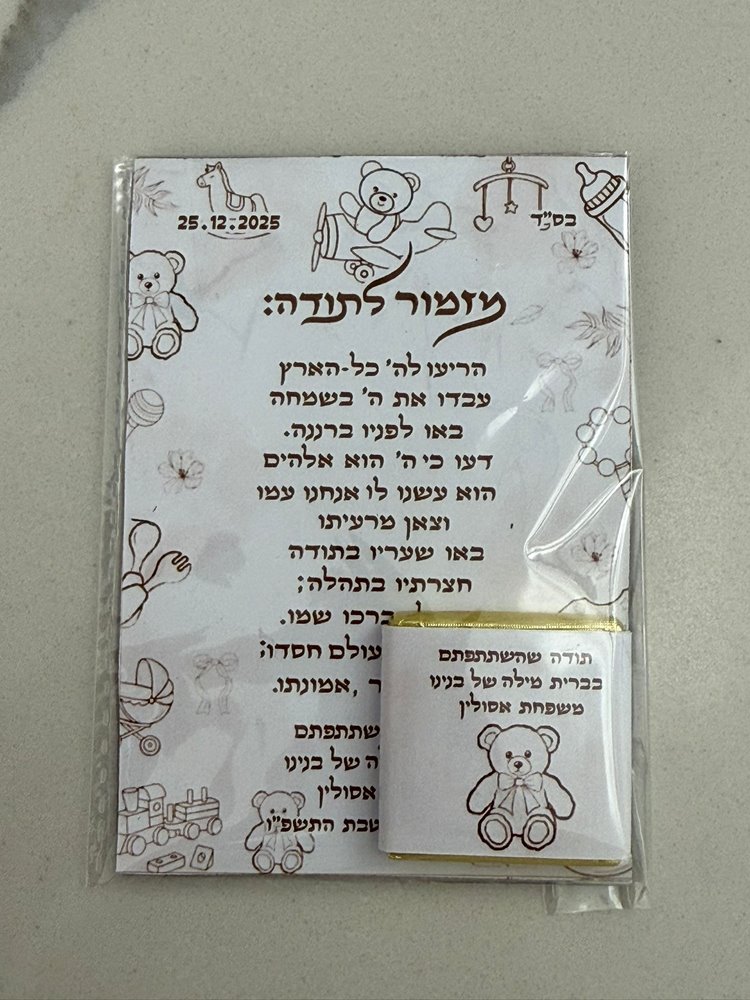 בס״ד
25.12.2025
מזמור לתודה:
הריעו לה׳ כל-הארץ
עבדו את ה׳ בשמחה
באו לפניו ברננה.
דעו כי ה׳ הוא אלהים
הוא עשנו לו אנחנו עמו
וצאן מרעיתו
באו שעריו בתודה
חצרתיו בתהלה;
ברכו שמו.
עולם חסדו;
ר ,אמונתו.
שתתפתם
ה של בנינו
אסולין
טבת התשפ״ו
תודה שהשתתפתם
בברית מילה של בנינו
משפחת אסולין